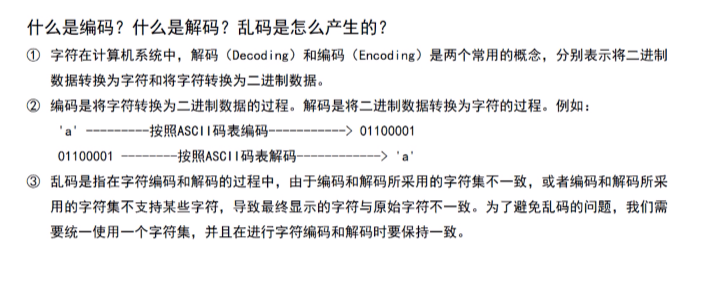 什么是编码？什么是解码？乱码是怎么产生的？
① 字符在计算机系统中，解码（Decoding）和编码（Encoding）是两个常用的概念，分别表示将二进制
数据转换为字符和将字符转换为二进制数据。
② 编码是将字符转换为二进制数据的过程。解码是将二进制数据转换为字符的过程。例如：
'a' ----------按照ASCII码表编码------------> 01100001
01100001 ---------按照ASCII码表解码-------------> 'a'
③ 乱码是指在字符编码和解码的过程中，由于编码和解码所采用的字符集不一致，或者编码和解码所采
用的字符集不支持某些字符，导致最终显示的字符与原始字符不一致。为了避免乱码的问题，我们需
要统一使用一个字符集，并且在进行字符编码和解码时要保持一致。